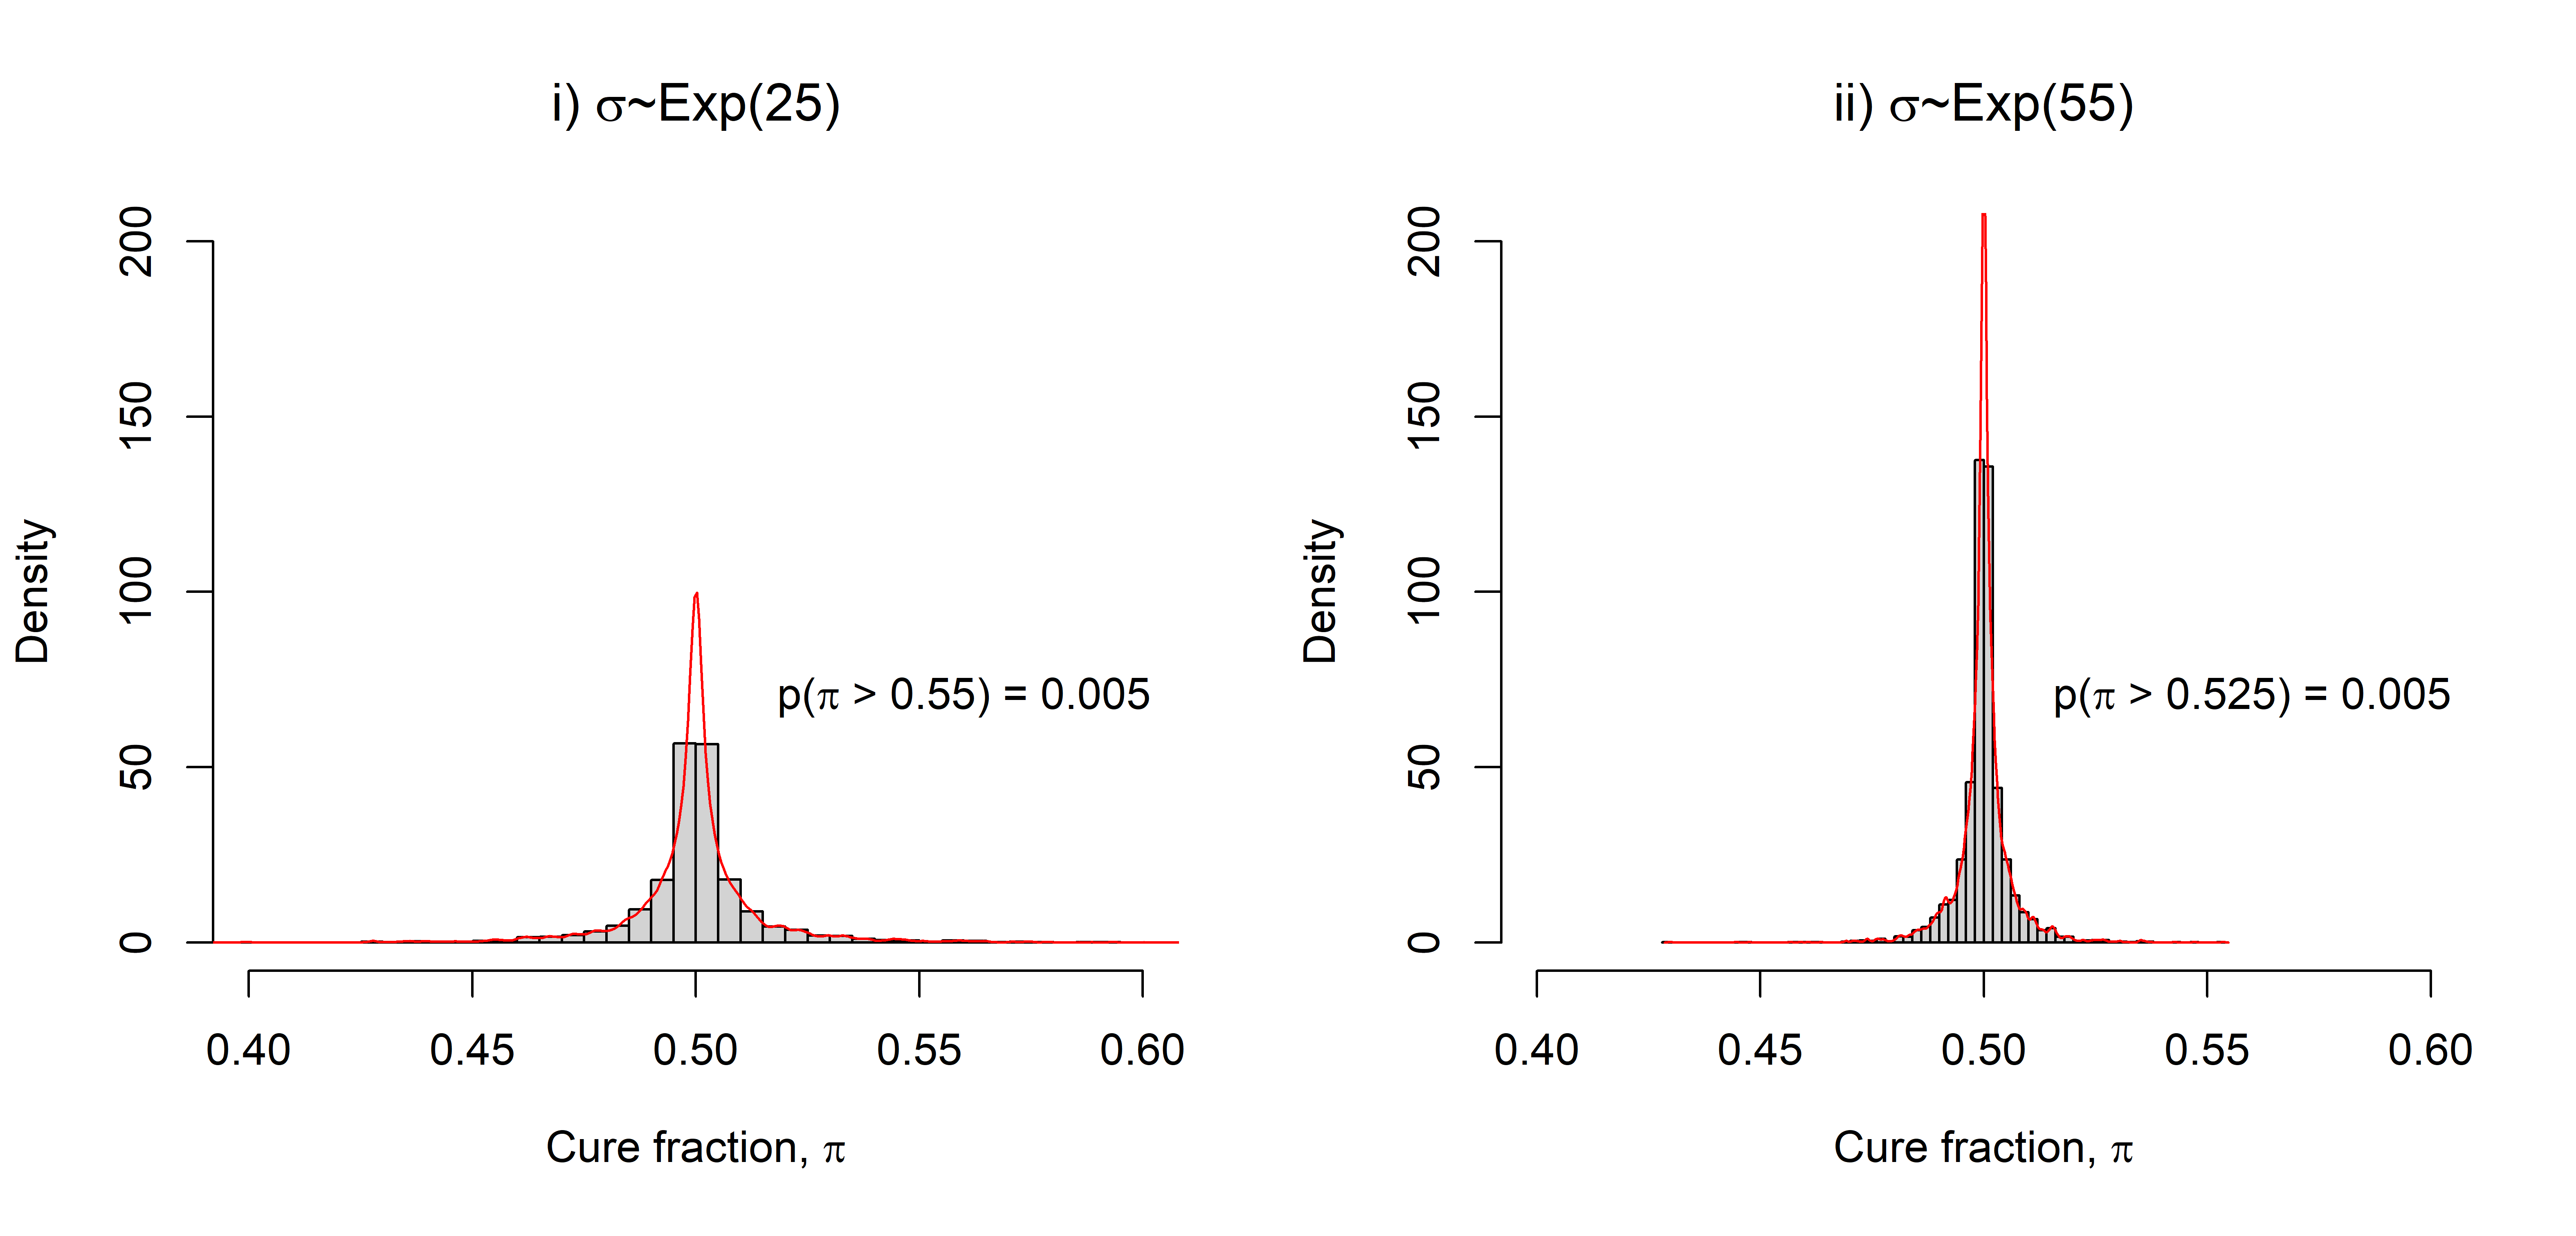 i) σ~Exp(25)
200
150
100
50
0
Density
p(π > 0.55) = 0.005
0.40 0.45 0.50 0.55 0.60
Cure fraction, π
ii) σ~Exp(55)
200
150
100
50
0
Density
p(π > 0.525) = 0.005
0.40 0.45 0.50 0.55 0.60
Cure fraction, π